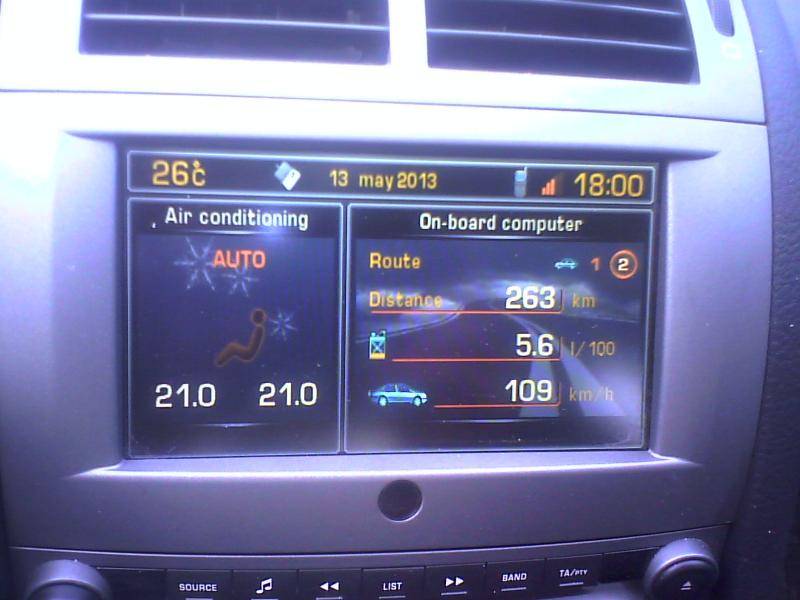 26°C 13 may 2013 18:00
Air conditioning
AUTO
21.0 21.0
On-board computer
Route 1 2
Distance 263 km
5.6 l/100
109 km/h
SOURCE LIST BAND TA/PTY